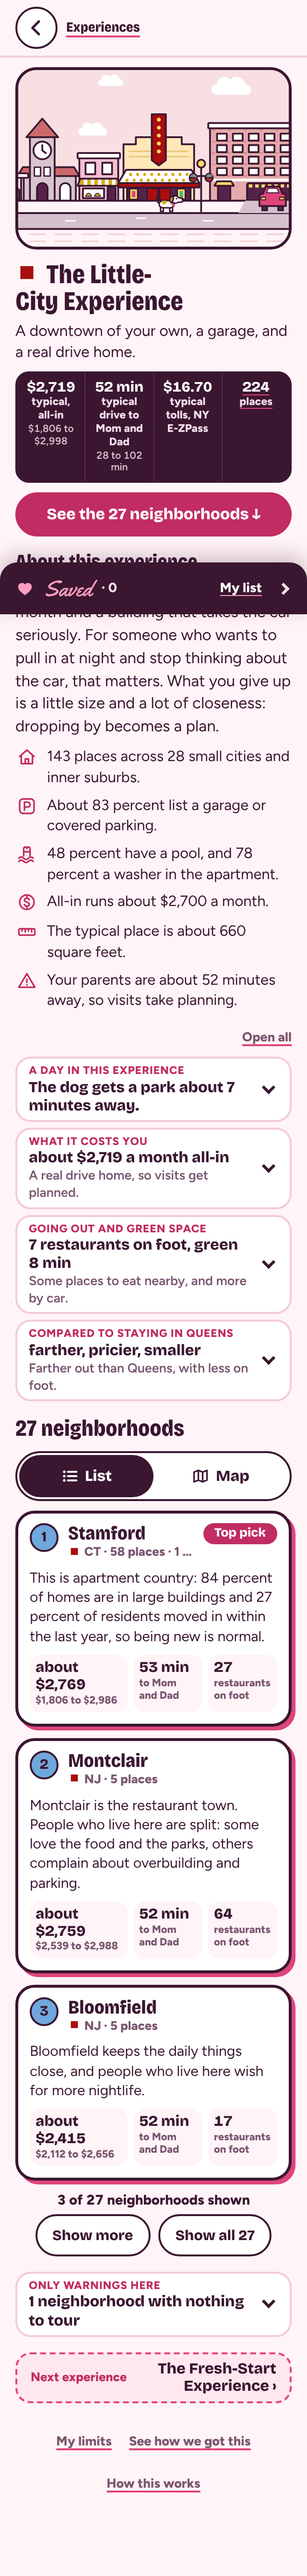 Experiences
The Little-
City Experience
A downtown of your own, a garage, and
a real drive home.
$2,719
typical,
all-in
$1,806 to
$2,998
52 min
typical
drive to
Mom and
Dad
28 to 102
min
$16.70
typical
tolls, NY
E-ZPass
224
places
See the 27 neighborhoods ↓
About this experience
Saved · 0
My list
month and a building that takes parking
seriously. For someone who wants to
pull in at night and stop thinking about
the car, that matters. What you give up
is a little size and a lot of closeness:
dropping by becomes a plan.
143 places across 28 small cities and
inner suburbs.
About 83 percent list a garage or
covered parking.
48 percent have a pool, and 78
percent a washer in the apartment.
All-in runs about $2,700 a month.
The typical place is about 660
square feet.
Your parents are about 52 minutes
away, so visits take planning.
Open all
A DAY IN THIS EXPERIENCE
The dog gets a park about 7
minutes away.
WHAT IT COSTS YOU
about $2,719 a month all-in
A real drive home, so visits get
planned.
GOING OUT AND GREEN SPACE
7 restaurants on foot, green
8 min
Some places to eat nearby, and more
by car.
COMPARED TO STAYING IN QUEENS
farther, pricier, smaller
Farther out than Queens, with less on
foot.
27 neighborhoods
List
Map
1
Stamford
Top pick
CT · 58 places · 1 ...
This is apartment country: 84 percent
of homes are in large buildings and 27
percent of residents moved in within
the last year, so being new is normal.
about
$2,769
$1,806 to $2,986
53 min
to Mom
and Dad
27
restaurants
on foot
2
Montclair
NJ · 5 places
Montclair is the restaurant town.
People who live here are split: some
love the food and the parks, others
complain about overbuilding and
parking.
about
$2,759
$2,539 to $2,988
52 min
to Mom
and Dad
64
restaurants
on foot
3
Bloomfield
NJ · 5 places
Bloomfield keeps the daily things
close, and people who live here wish
for more nightlife.
about
$2,415
$2,112 to $2,656
52 min
to Mom
and Dad
17
restaurants
on foot
3 of 27 neighborhoods shown
Show more
Show all 27
ONLY WARNINGS HERE
1 neighborhood with nothing
to tour
Next experience
The Fresh-Start
Experience ›
My limits
See how we got this
How this works